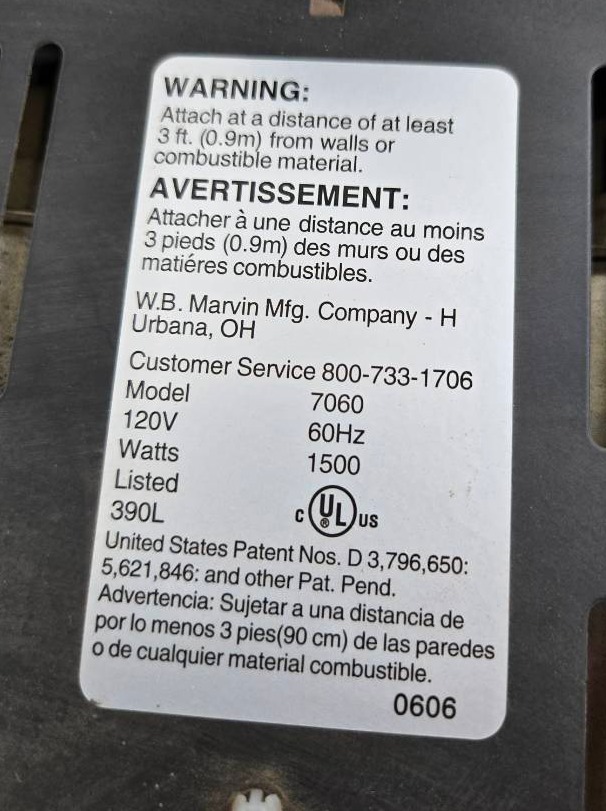 WARNING:
Attach at a distance of at least
3 ft. (0.9m) from walls or
combustible material.
AVERTISSEMENT:
Attacher à une distance au moins
3 pieds (0.9m) des murs ou des
matiéres combustibles.
W.B. Marvin Mfg. Company - H
Urbana, OH
Customer Service 800-733-1706
Model 7060
120V 60Hz
Watts 1500
Listed
390L c UL ® US
United States Patent Nos. D 3,796,650:
5,621,846: and other Pat. Pend.
Advertencia: Sujetar a una distancia de
por lo menos 3 pies(90 cm) de las paredes
o de cualquier material combustible.
0606